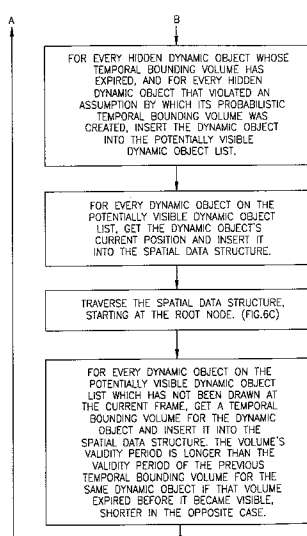 A
B
FOR EVERY HIDDEN DYNAMIC OBJECT WHOSE
TEMPORAL BOUNDING VOLUME HAS
EXPIRED, AND FOR EVERY HIDDEN
DYNAMIC OBJECT THAT VIOLATED AN
ASSUMPTION BY WHICH ITS PROBABILISTIC
TEMPORAL BOUNDING VOLUME WAS
CREATED, INSERT THE DYNAMIC OBJECT
INTO THE POTENTIALLY VISIBLE
DYNAMIC OBJECT LIST.
FOR EVERY DYNAMIC OBJECT ON THE
POTENTIALLY VISIBLE DYNAMIC OBJECT
LIST, GET THE DYNAMIC OBJECT'S
CURRENT POSITION AND INSERT IT
INTO THE SPATIAL DATA STRUCTURE.
TRAVERSE THE SPATIAL DATA STRUCTURE,
STARTING AT THE ROOT NODE. (FIG.6C)
FOR EVERY DYNAMIC OBJECT ON THE
POTENTIALLY VISIBLE DYNAMIC OBJECT
LIST WHICH HAS NOT BEEN DRAWN AT
THE CURRENT FRAME, GET A TEMPORAL
BOUNDING VOLUME FOR THE DYNAMIC
OBJECT AND INSERT IT INTO THE
SPATIAL DATA STRUCTURE. THE VOLUME'S
VALIDITY PERIOD IS LONGER THAN THE
VALIDITY PERIOD OF THE PREVIOUS
TEMPORAL BOUNDING VOLUME FOR THE
SAME DYNAMIC OBJECT IF THAT VOLUME
EXPIRED BEFORE IT BECAME VISIBLE,
SHORTER IN THE OPPOSITE CASE.